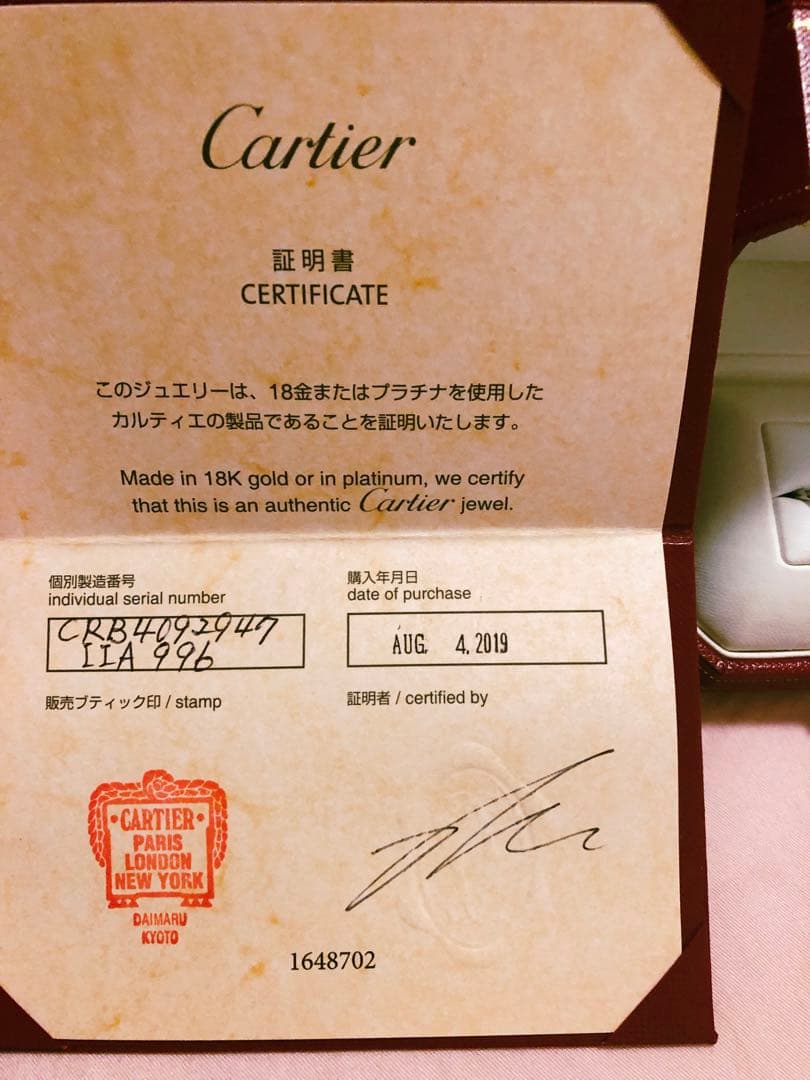 Cartier
証明書
CERTIFICATE
このジュエリーは、18金またはプラチナを使用した
カルティエの製品であることを証明いたします。
Made in 18K gold or in platinum, we certify
that this is an authentic Cartier jewel.
個別製造番号
individual serial number
CRB4092947
IIA 996
購入年月日
date of purchase
AUG. 4.2019
販売ブティック印 / stamp
証明者 / certified by
•CARTIER•
PARIS
LONDON
NEW YORK
DAIMARU
KYOTO
1648702